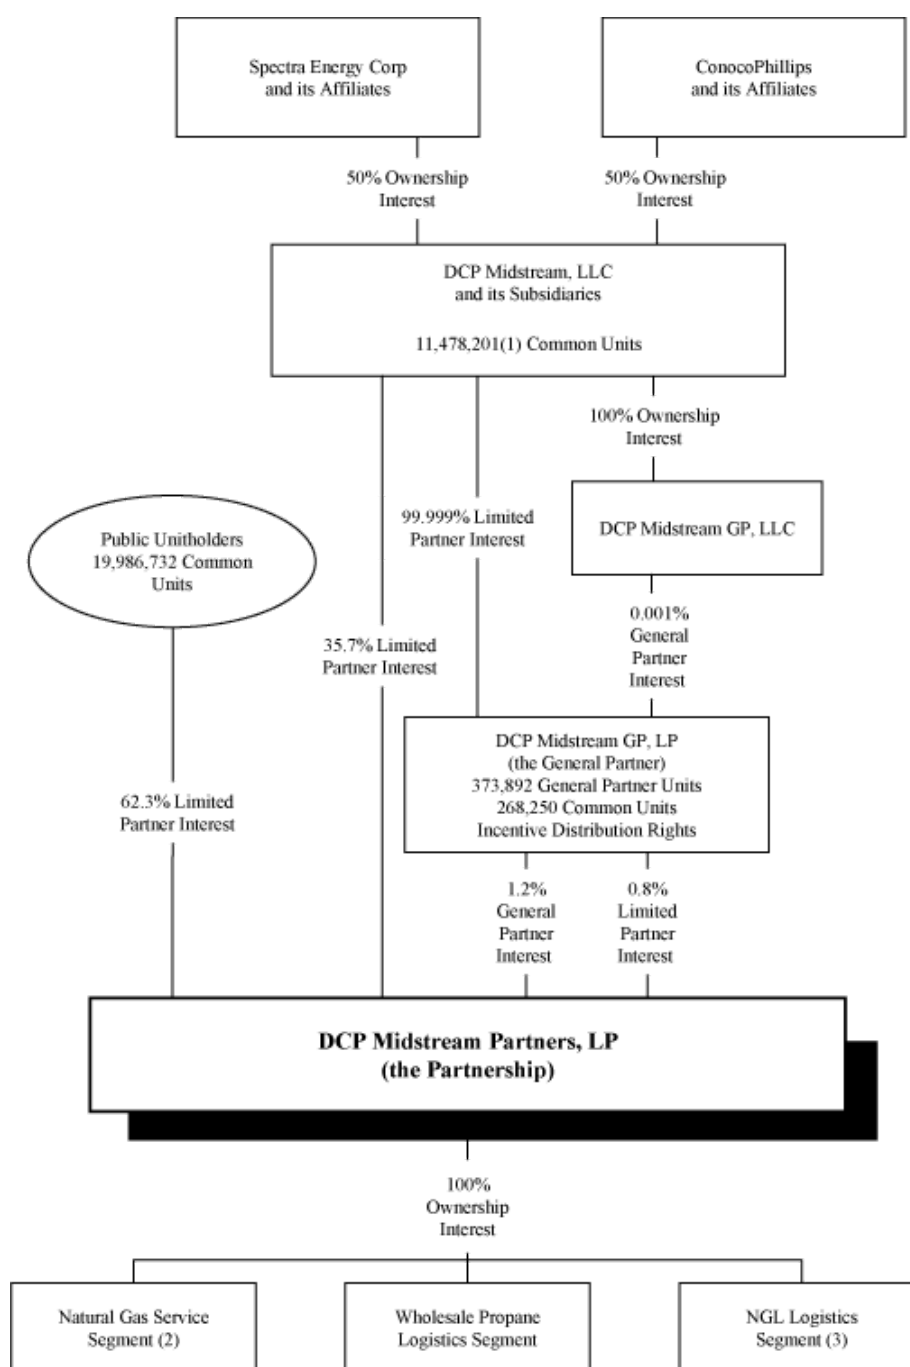 Spectra Energy Corp
and its Affiliates
ConocoPhillips
and its Affiliates
50% Ownership
Interest
50% Ownership
Interest
DCP Midstream, LLC
and its Subsidiaries
11,478,201(1) Common Units
100% Ownership
Interest
99.999% Limited
Partner Interest
DCP Midstream GP, LLC
Public Unitholders
19,986,732 Common
Units
35.7% Limited
Partner Interest
0.001%
General
Partner
Interest
DCP Midstream GP, LP
(the General Partner)
373,892 General Partner Units
268,250 Common Units
Incentive Distribution Rights
62.3% Limited
Partner Interest
1.2%
General
Partner
Interest
0.8%
Limited
Partner
Interest
DCP Midstream Partners, LP
(the Partnership)
100%
Ownership
Interest
Natural Gas Service
Segment (2)
Wholesale Propane
Logistics Segment
NGL Logistics
Segment (3)